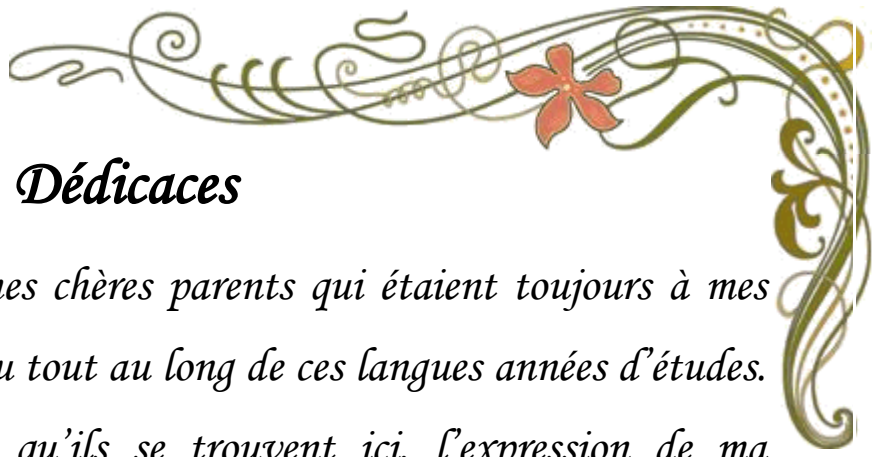 Dédicaces
mes chères parents qui étaient toujours à mes
tout au long de ces langues années d'études.
qu'ils se trouvent ici, l'expression de ma